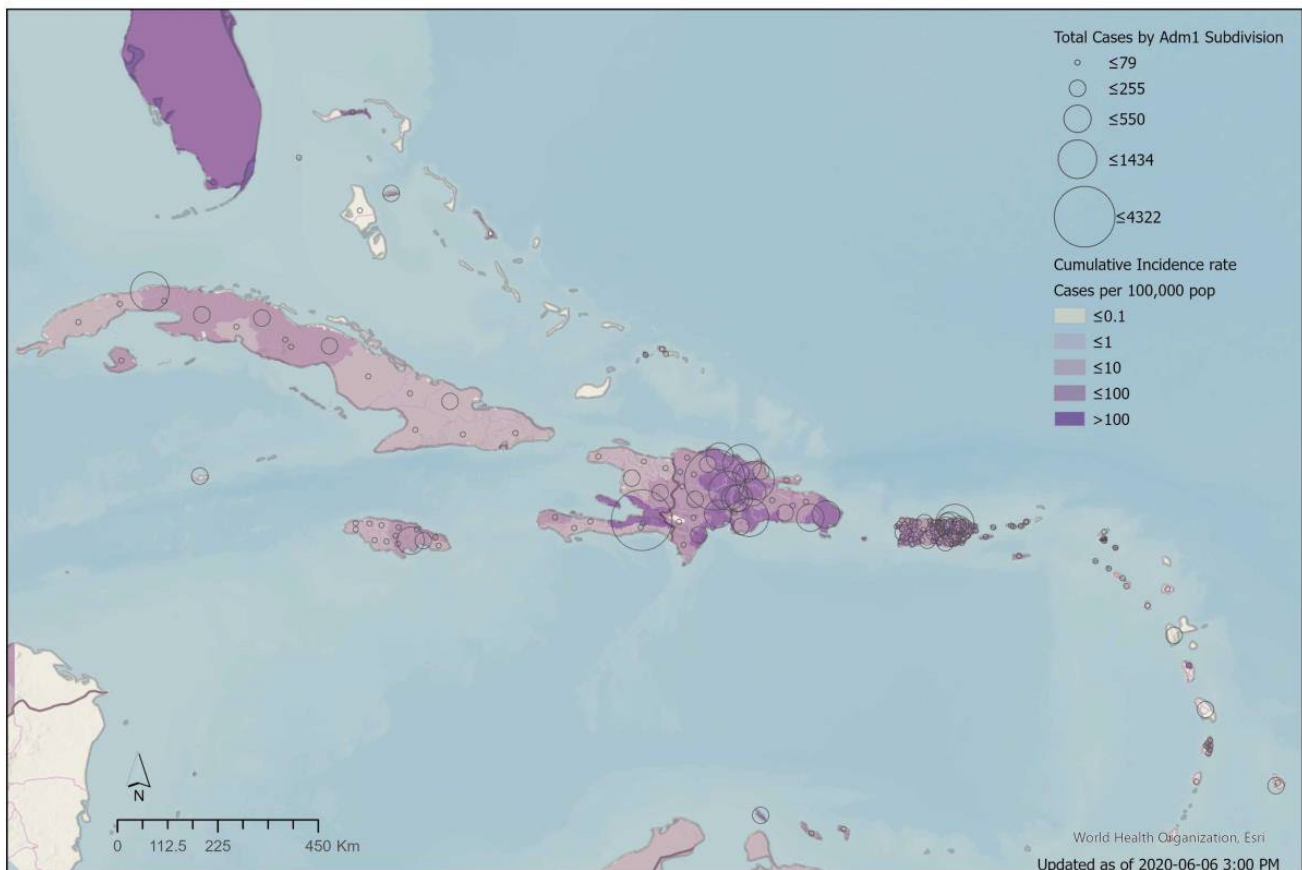 Total Cases by Adm1 Subdivision
≤79
≤255
≤550
≤1434
≤4322
Cumulative Incidence rate
Cases per 100,000 pop
≤0.1
≤1
≤10
≤100
>100
N
0 112.5 225 450 Km
World Health Organization, Esri
Updated as of 2020-06-06 3:00 PM